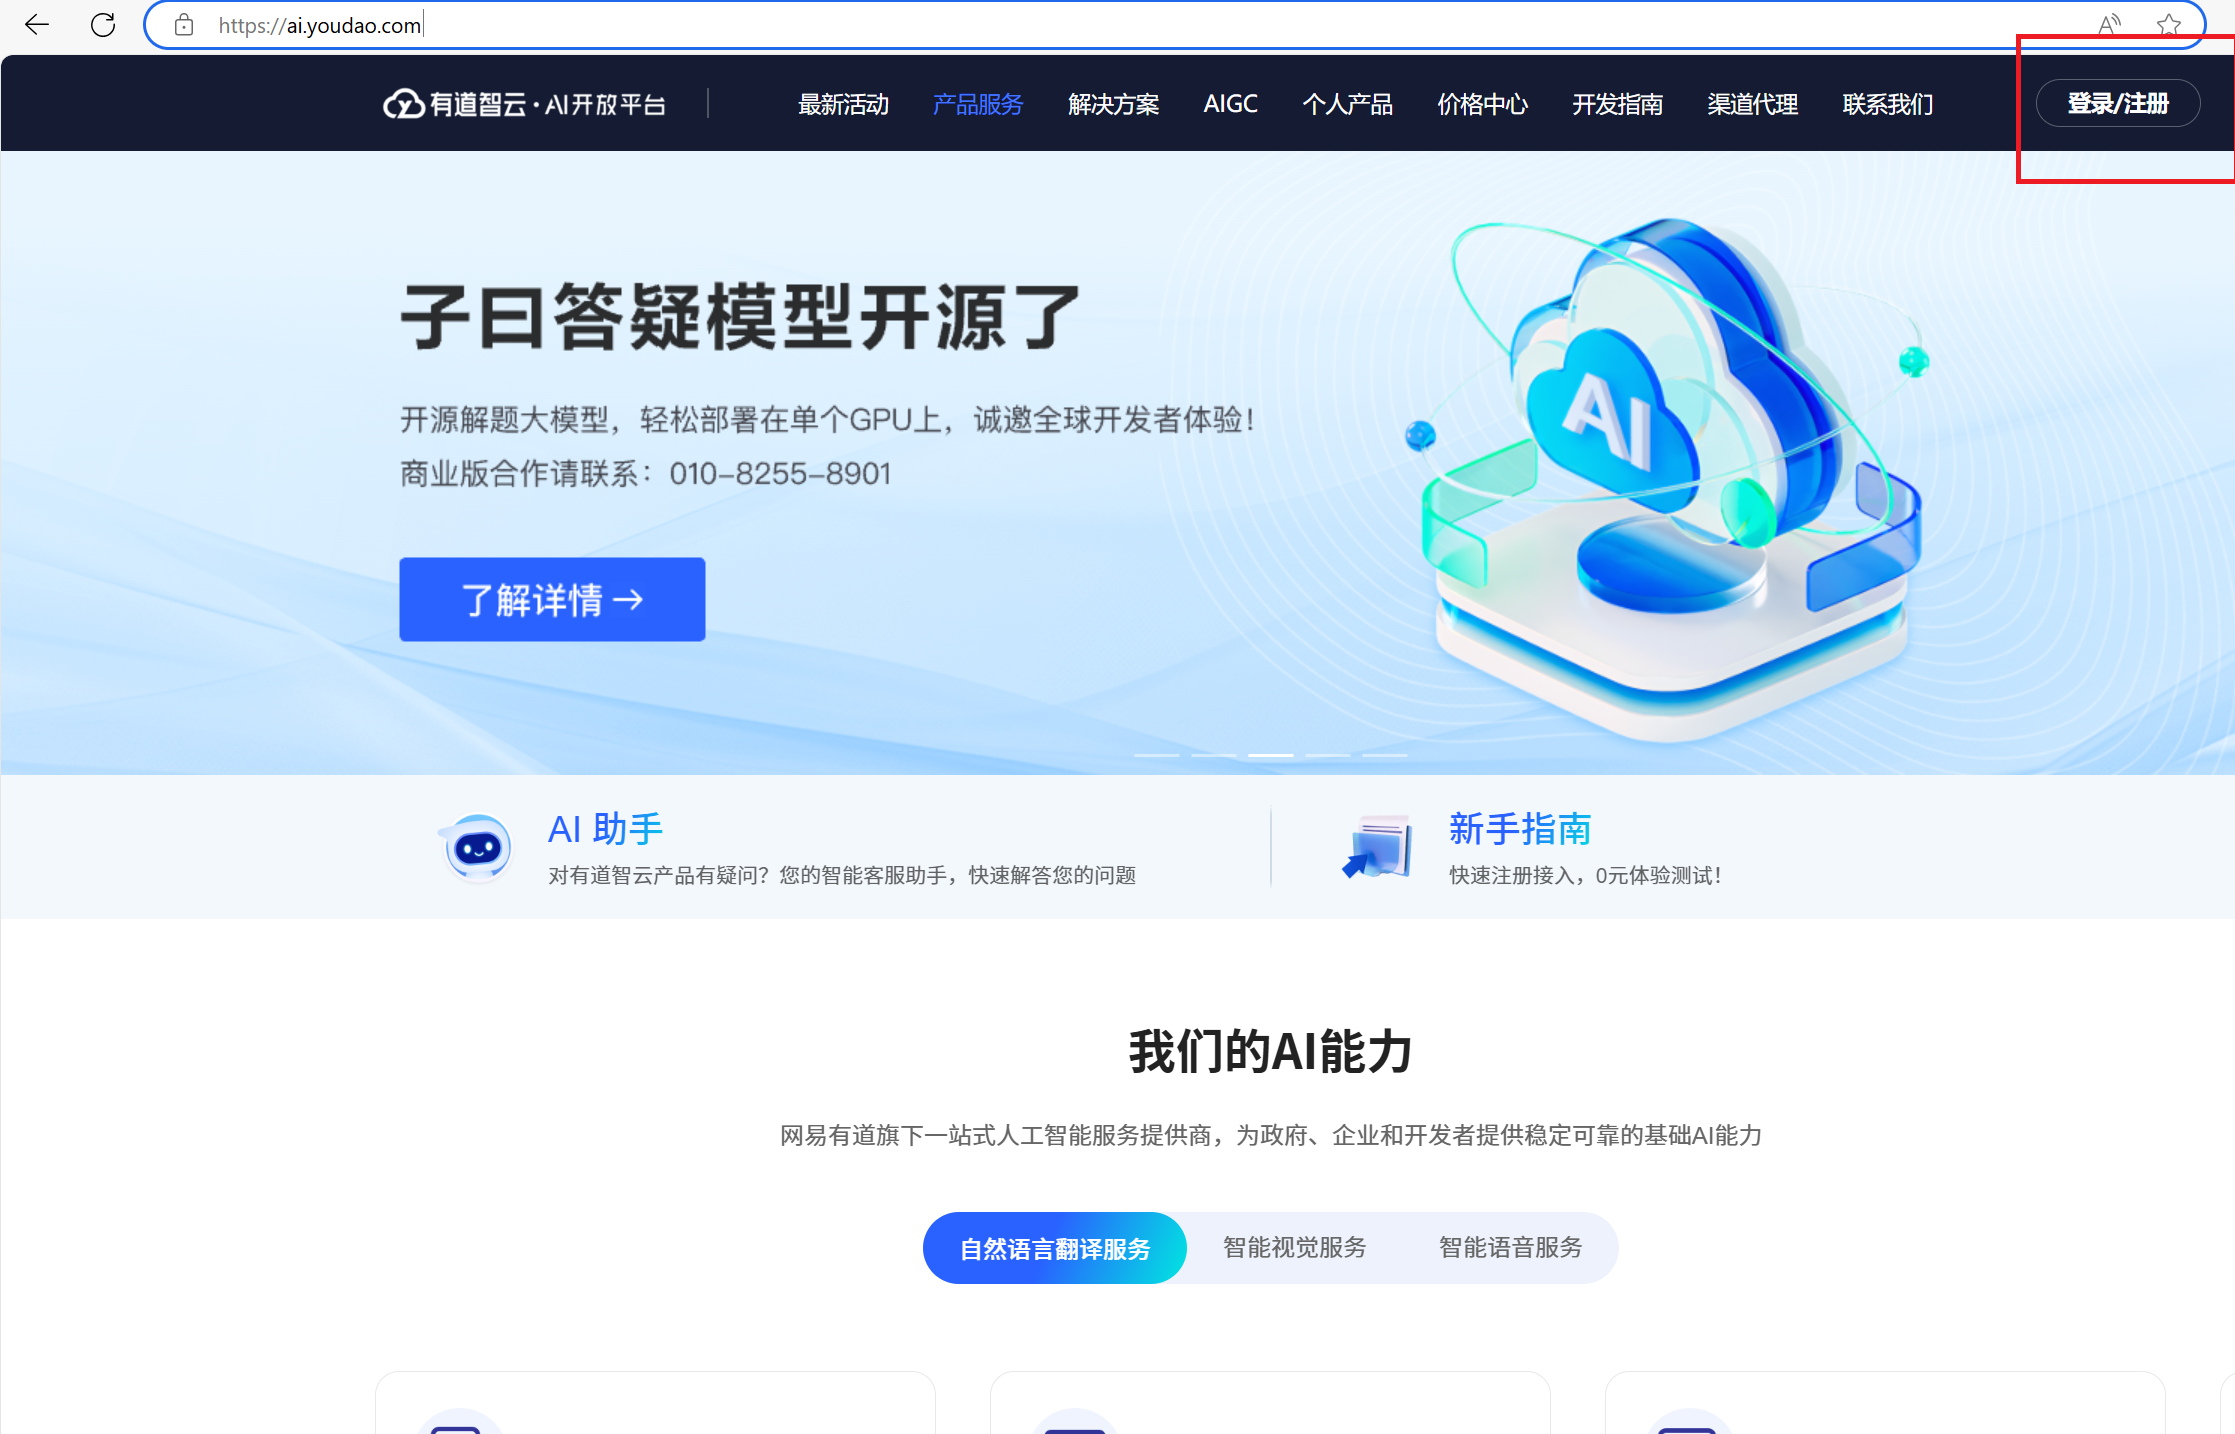 https://ai.youdao.com
有道智云·AI开放平台
最新活动 产品服务 解决方案 AIGC 个人产品 价格中心 开发指南 渠道代理 联系我们 登录/注册
子曰答疑模型开源了
开源解题大模型，轻松部署在单个GPU上，诚邀全球开发者体验！
商业版合作请联系：010-8255-8901
了解详情→
AI
AI 助手
对有道智云产品有疑问？您的智能客服助手，快速解答您的问题
新手指南
快速注册接入，0元体验测试！
我们的AI能力
网易有道旗下一站式人工智能服务提供商，为政府、企业和开发者提供稳定可靠的基础AI能力
自然语言翻译服务 智能视觉服务 智能语音服务